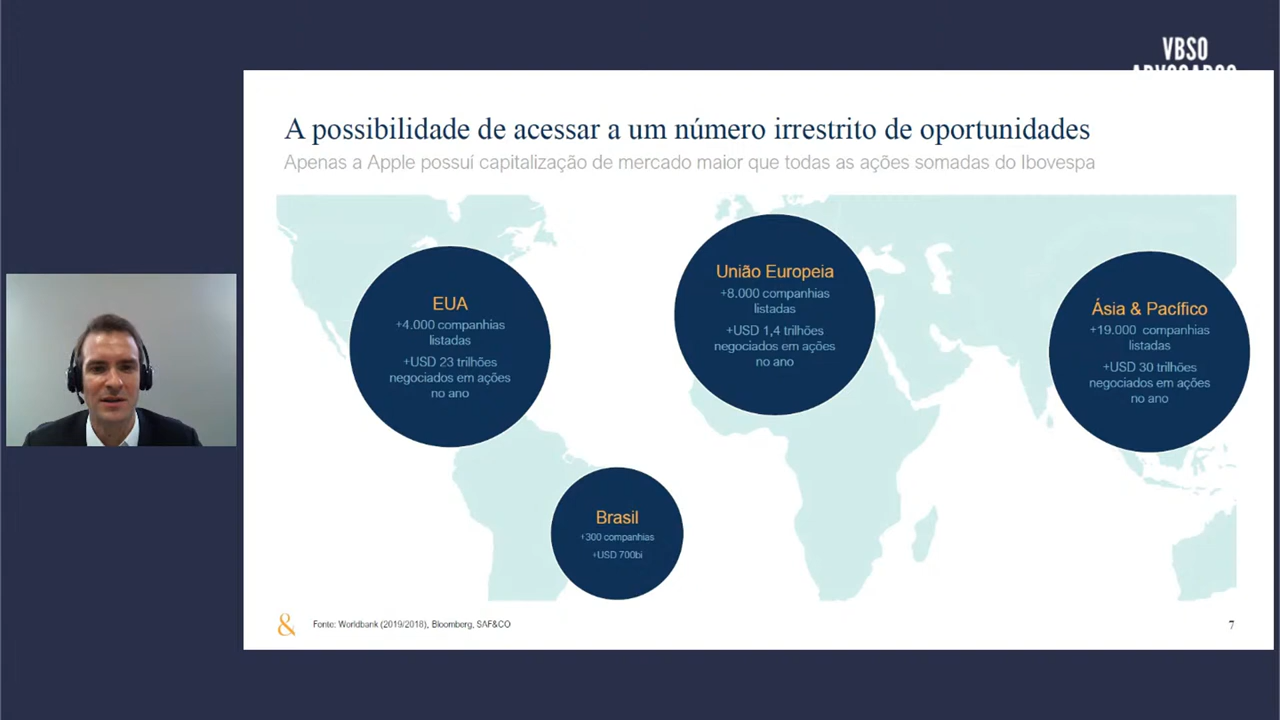 VBSO
ADVOGADOS
A possibilidade de acessar a um número irrestrito de oportunidades
Apenas a Apple possuí capitalização de mercado maior que todas as ações somadas do Ibovespa
EUA
+4.000 companhias
listadas
+USD 23 trilhões
negociados em ações
no ano
União Europeia
+8.000 companhias
listadas
+USD 1,4 trilhões
negociados em ações
no ano
Ásia & Pacífico
+19.000 companhias
listadas
+USD 30 trilhões
negociados em ações
no ano
Brasil
+300 companhias
+USD 700bi
&
Fonte: Worldbank (2019/2018), Bloomberg, SAF&CO
7